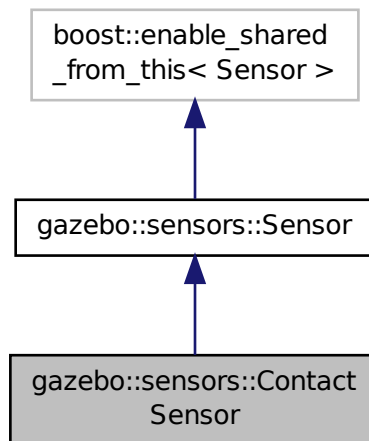 boost::enable_shared
_from_this< Sensor >
gazebo::sensors::Sensor
gazebo::sensors::Contact
Sensor